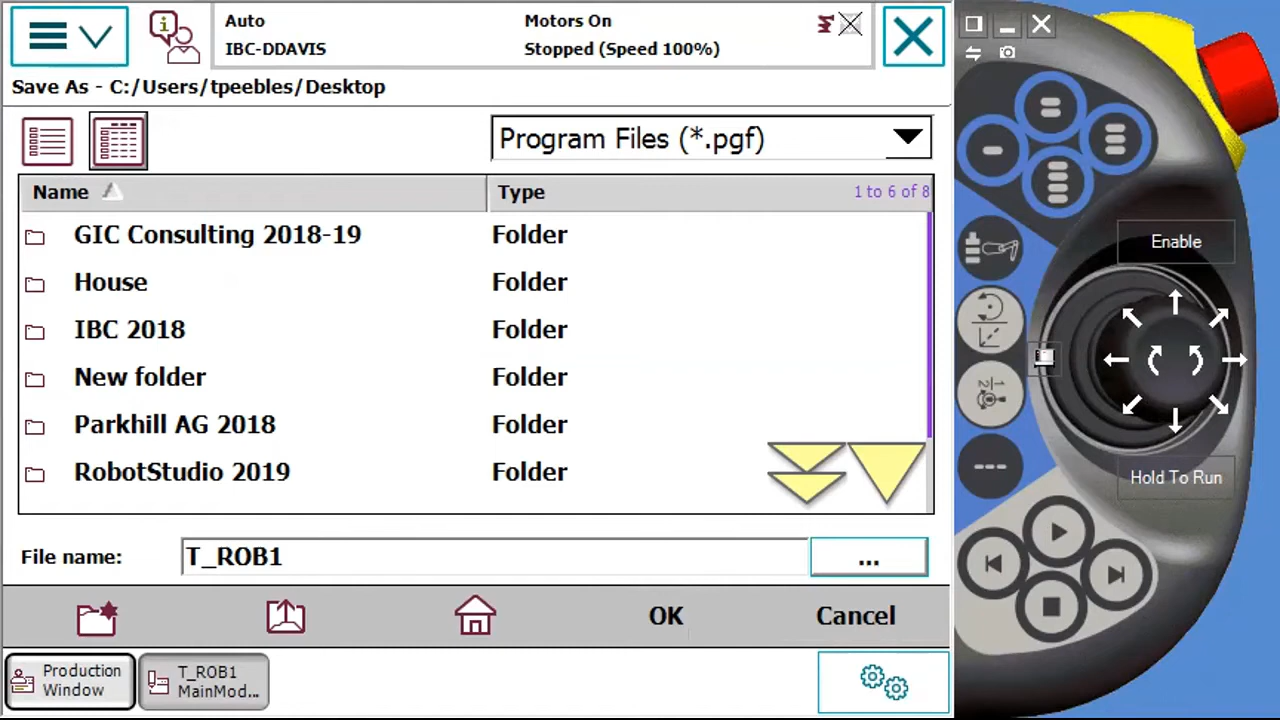 Auto
IBC-DDAVIS
Motors On
Stopped (Speed 100%)
Save As - C:/Users/tpeebles/Desktop
Program Files (*.pgf)
Name
Type
1 to 6 of 8
GIC Consulting 2018-19
Folder
House
Folder
IBC 2018
Folder
New folder
Folder
Parkhill AG 2018
Folder
RobotStudio 2019
Folder
File name:
T_ROB1
...
OK
Cancel
Production
Window
T_ROB1
MainMod...
Enable
Hold To Run